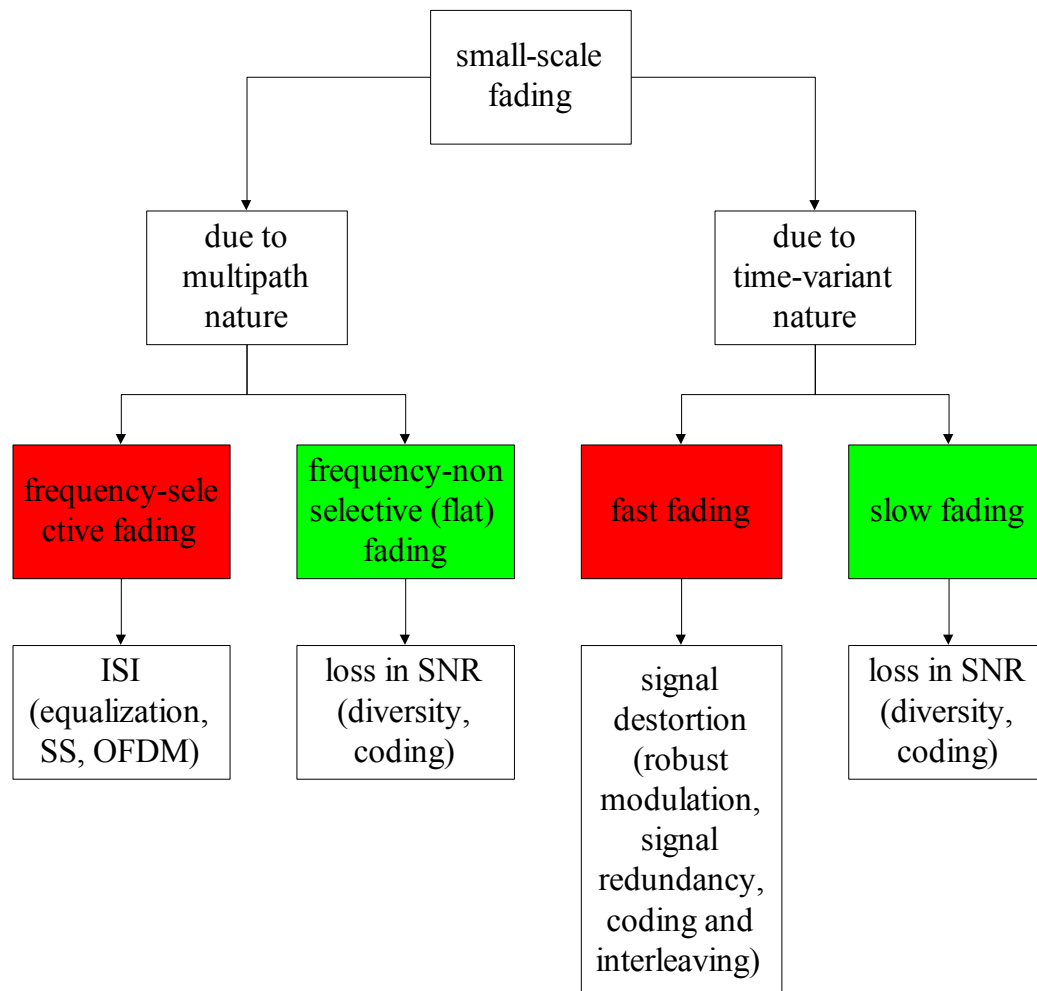 small-scale
fading
due to
multipath
nature
due to
time-variant
nature
frequency-sele
ctive fading
frequency-non
selective (flat)
fading
fast fading
slow fading
ISI
(equalization,
SS, OFDM)
loss in SNR
(diversity,
coding)
signal
destortion
(robust
modulation,
signal
redundancy,
coding and
interleaving)
loss in SNR
(diversity,
coding)